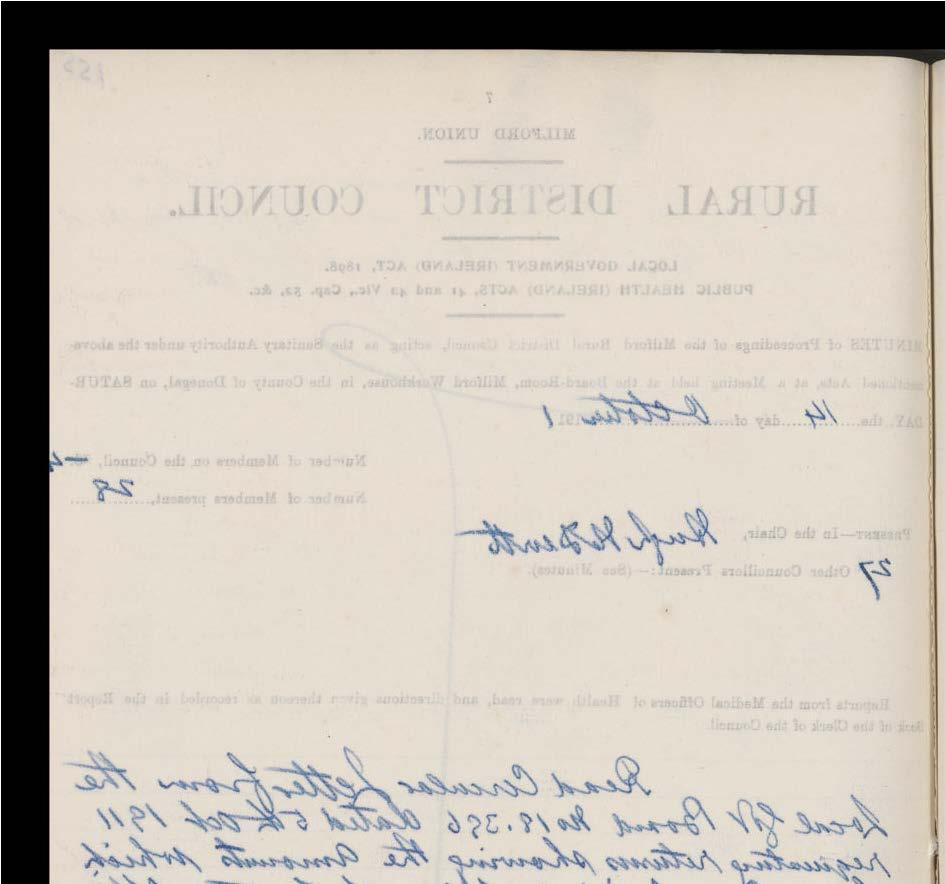 152
7
MILFORD UNION.
RURAL DISTRICT COUNCIL.
LOCAL GOVERNMENT (IRELAND) ACT, 1898.
PUBLIC HEALTH (IRELAND) ACTS, 41 and 42 Vic., Cap. 52, &c.
MINUTES of Proceedings of the Milford Rural District Council, acting as the Sanitary Authority under the above-
mentioned Acts, at a Meeting held at the Board-Room, Milford Workhouse, in the County of Donegal, on SATUR-
DAY, the 14 day of October 1911
Number of Members on the Council,
Number of Members present, 28
PRESENT—In the Chair, Hugh
27 Other Councillors Present:—(See Minutes).
Reports from the Medical Officers of Health were read, and directions given thereon as recorded in the Report
Book of the Clerk of the Council.
Read Circular Letter from the
Local Board No 18.356 dated 5th Oct 1911
requesting returns showing the amounts which